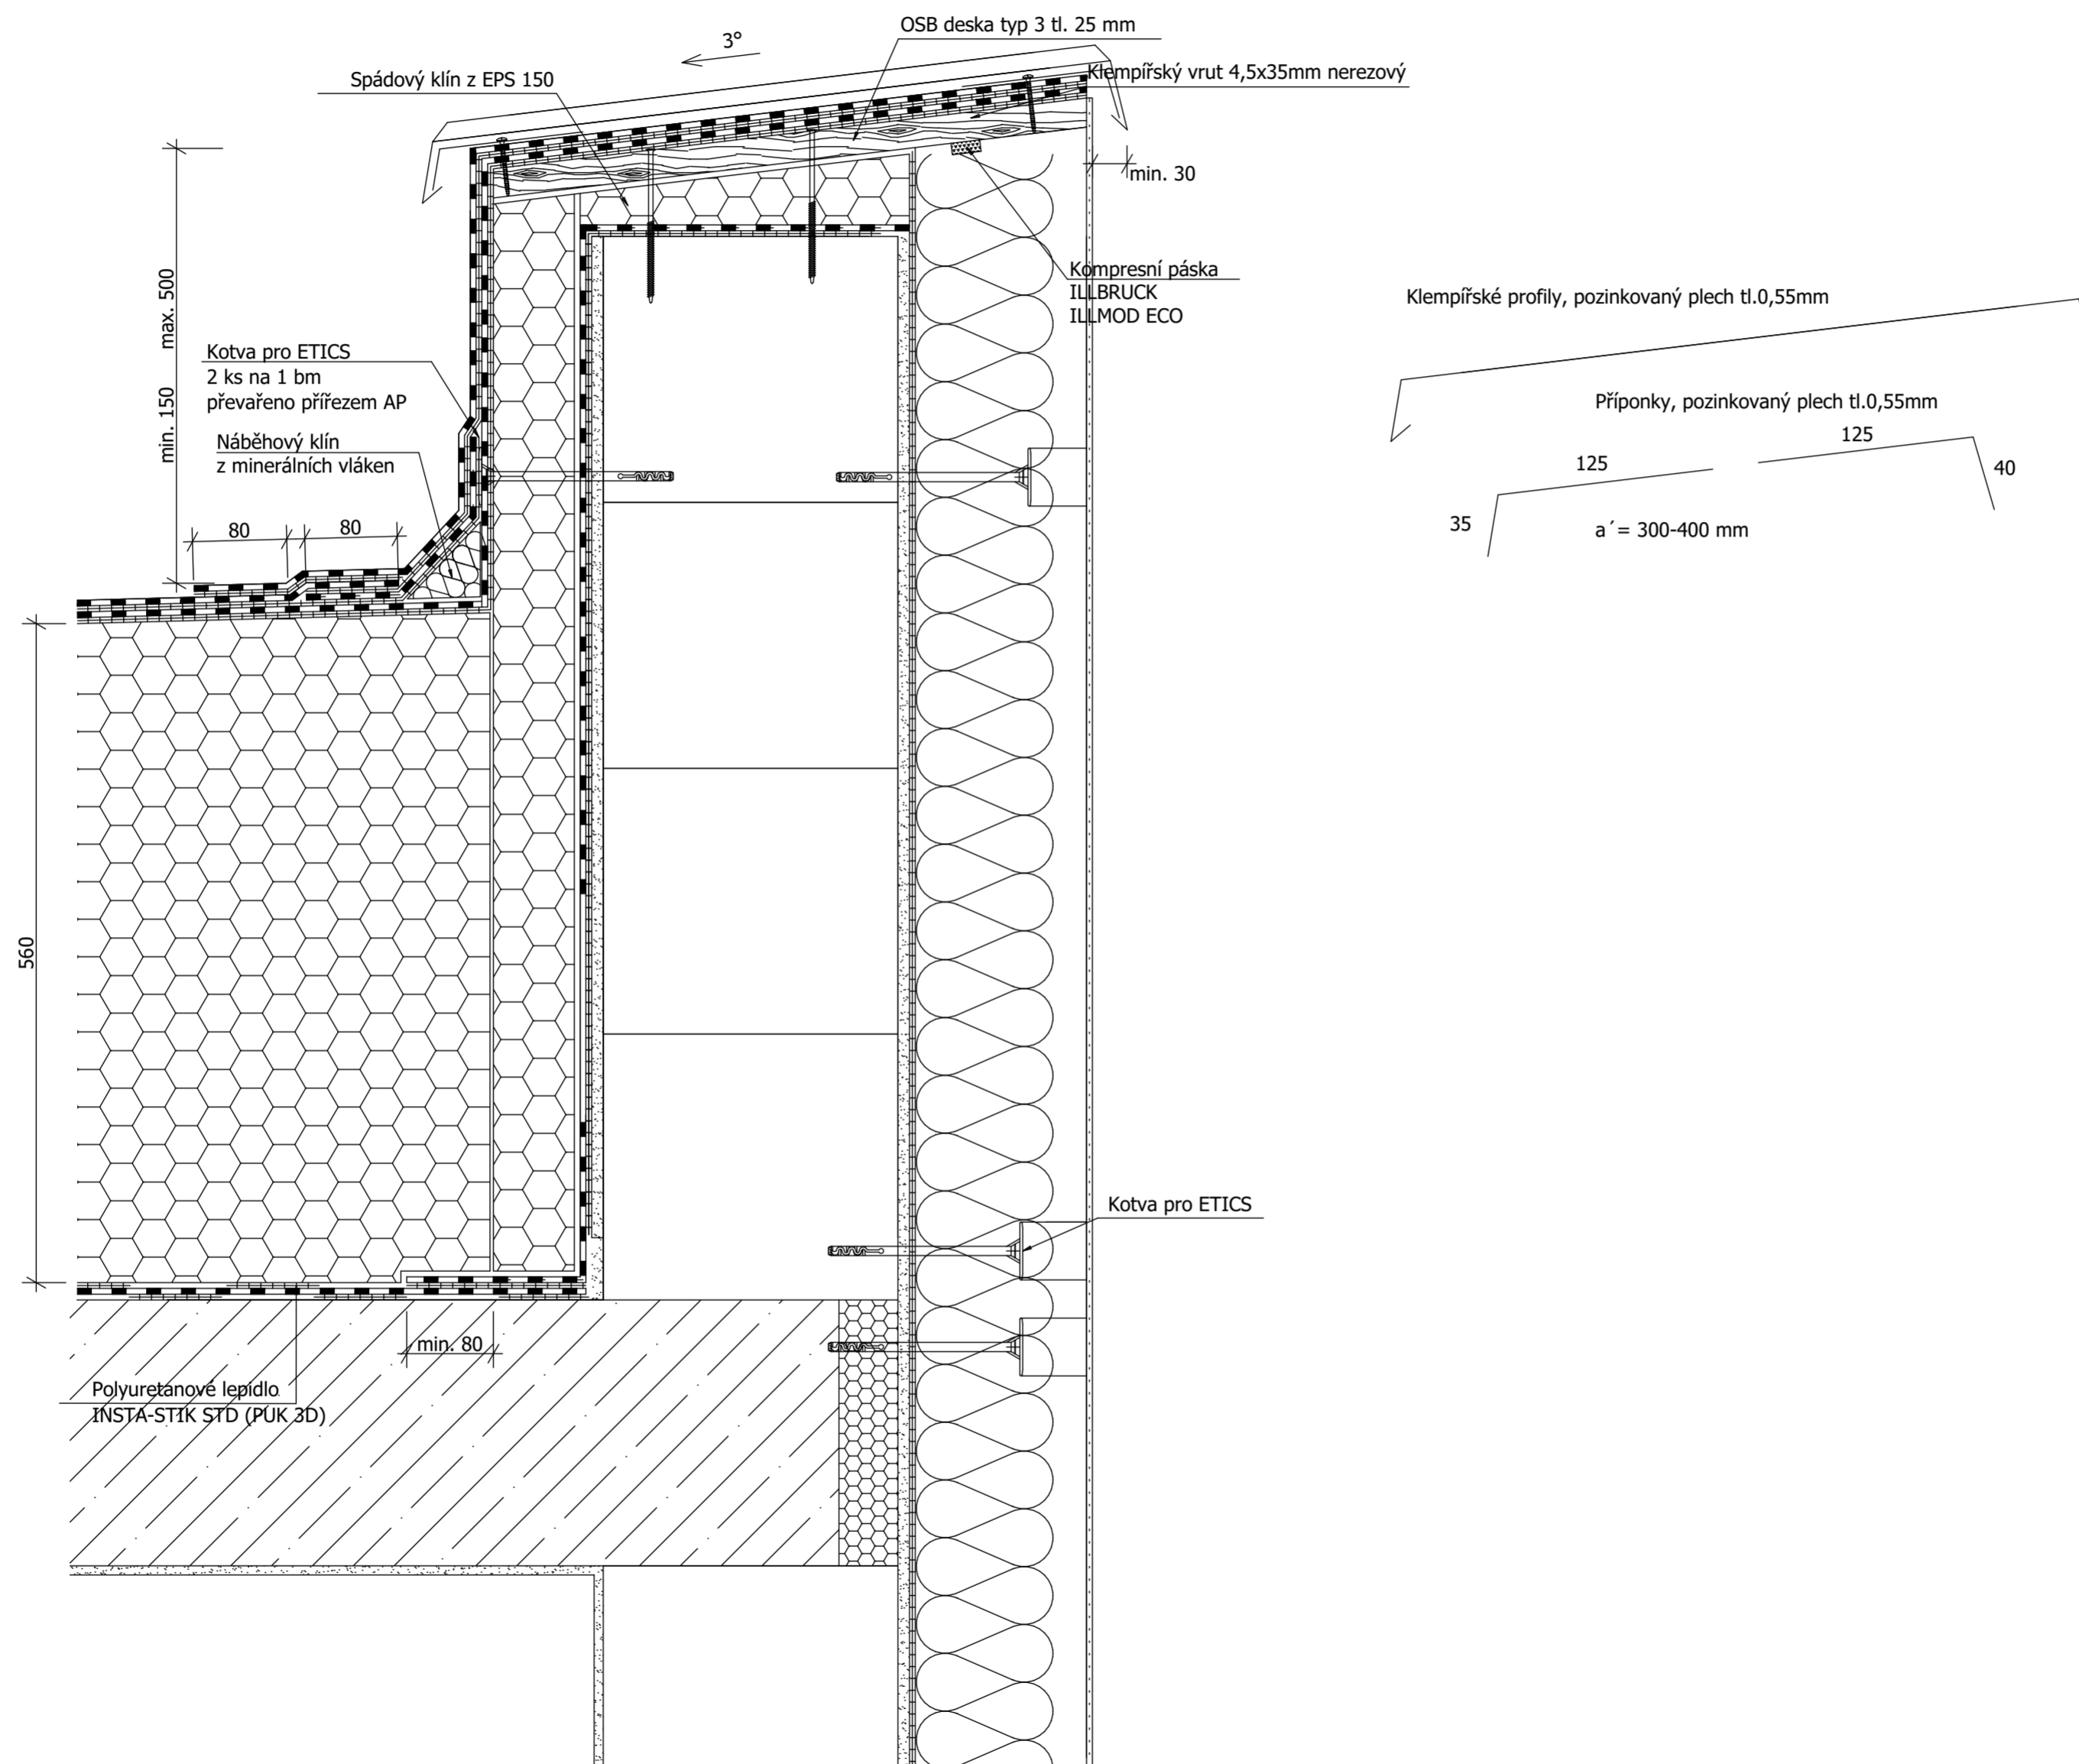 OSB deska typ 3 tl. 25 mm
3°
Spádový klín z EPS 150
Klempířský vrut 4,5x35mm nerezový
min. 30
max. 500
min. 150
Kompresní páska
ILLBRUCK
ILLMOD ECO
Klempířské profily, pozinkovaný plech tl.0,55mm
Kotva pro ETICS
2 ks na 1 bm
převařeno přířezem AP
Náběhový klín
z minerálních vláken
Příponky, pozinkovaný plech tl.0,55mm
125
125
40
35
a´= 300-400 mm
80
80
560
Kotva pro ETICS
min. 80
Polyuretanové lepidlo
INSTA-STIK STD (PUK 3D)